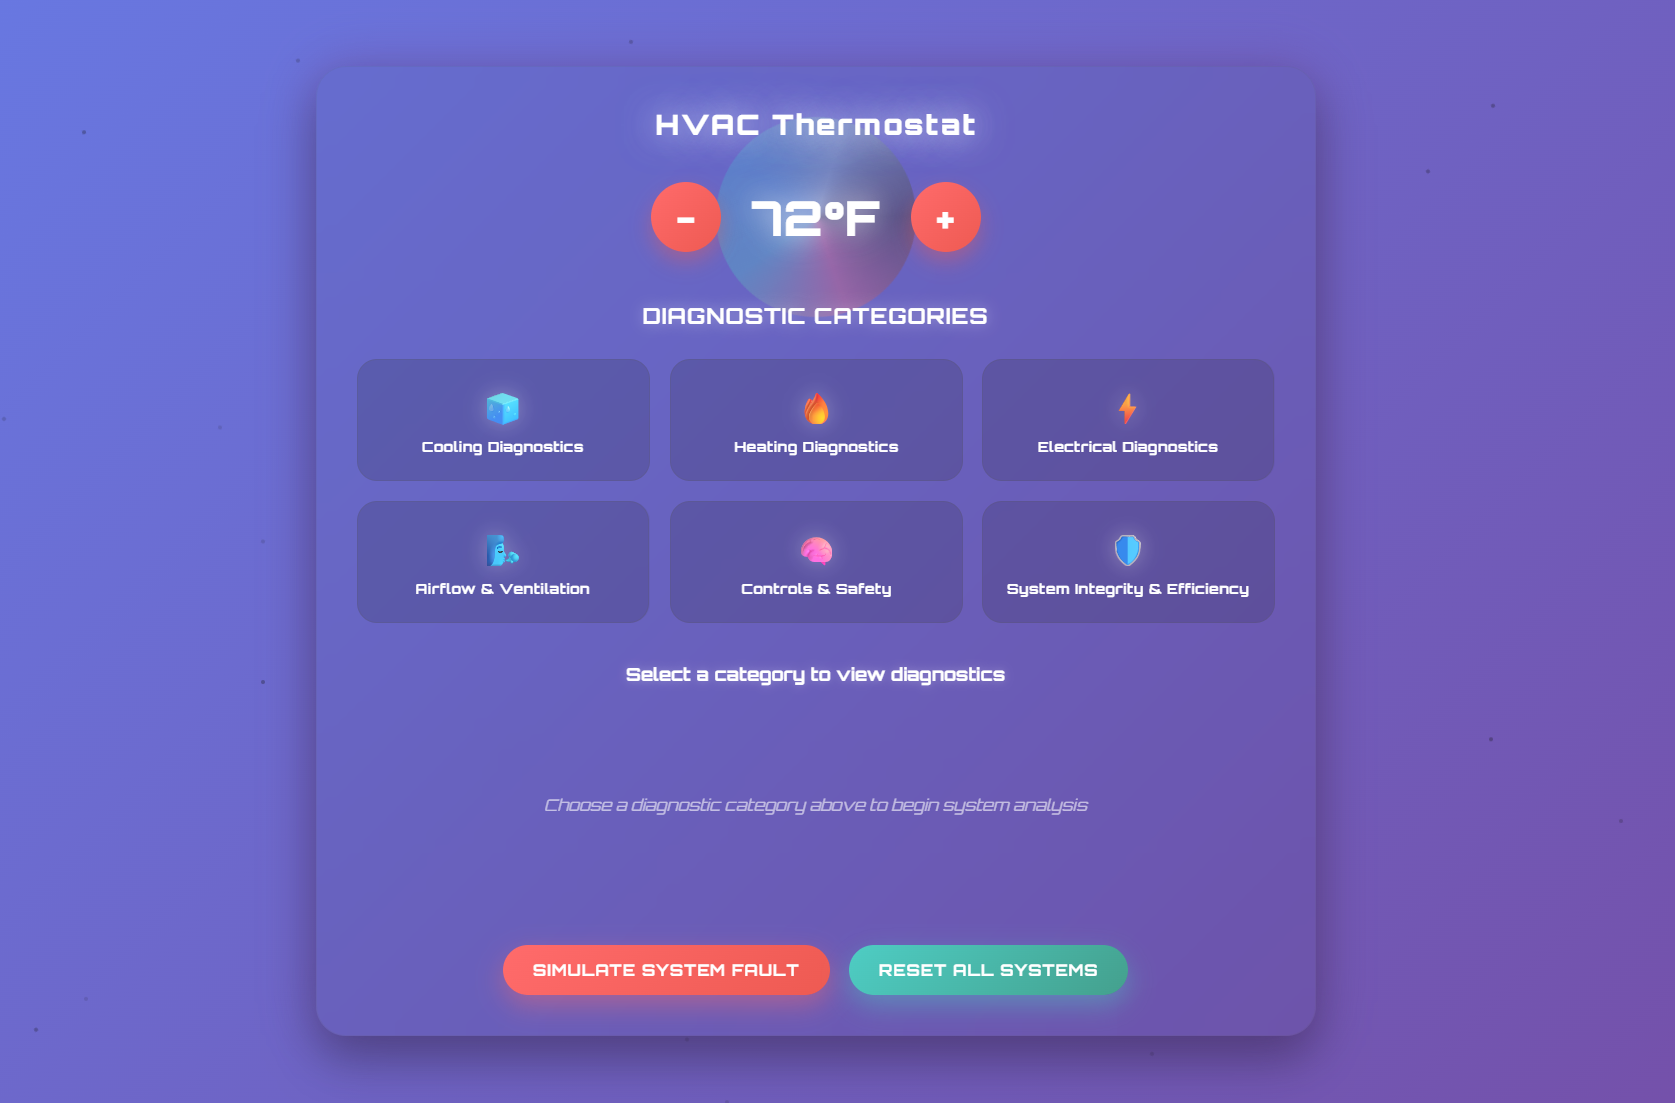 HVAC Thermostat
-
72°F
+
DIAGNOSTIC CATEGORIES
Cooling Diagnostics
Heating Diagnostics
Electrical Diagnostics
Airflow & Ventilation
Controls & Safety
System Integrity & Efficiency
Select a category to view diagnostics
Choose a diagnostic category above to begin system analysis
SIMULATE SYSTEM FAULT
RESET ALL SYSTEMS